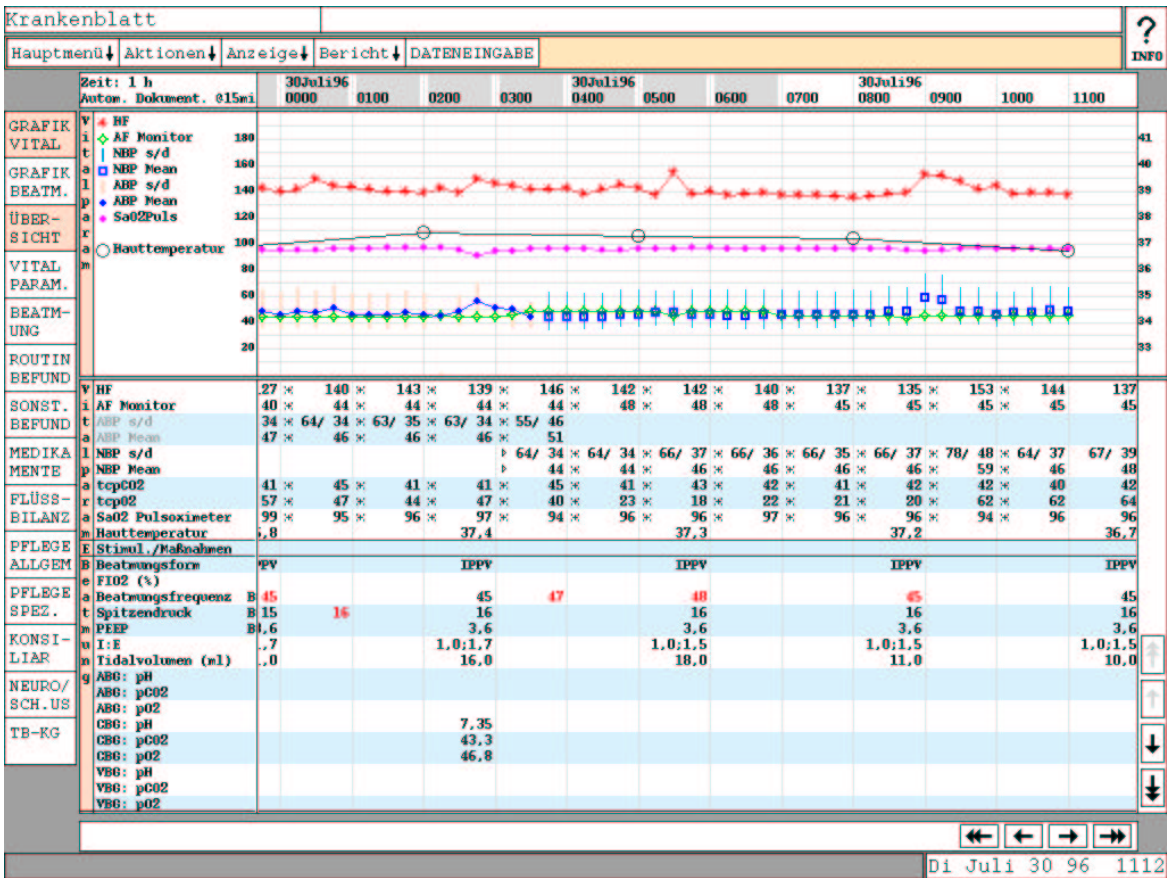 Krankenblatt
?
INFO
Hauptmenü↓ Aktionen↓ Anzeige↓ Bericht↓ DATENEINGABE
Zeit: 1 h 30Juli96 30Juli96 30Juli96
Autom. Dokument. @15mi 0000 0100 0200 0300 0400 0500 0600 0700 0800 0900 1000 1100
GRAFIK VITAL
GRAFIK BEATM.
ÜBER-SICHT
VITAL PARAM.
BEATM-UNG
ROUTIN BEFUND
SONST. BEFUND
MEDIKA MENTE
FLÜSS-BILANZ
PFLEGE ALLGEM
PFLEGE SPEZ.
KONSI-LIAR
NEURO/ SCH.US
TB-KG
Vitalparam
HF
AF Monitor
NBP s/d
NBP Mean
ABP s/d
ABP Mean
SaO2Puls
Hauttemperatur
180
160
140
120
100
80
60
40
20
41
40
39
38
37
36
35
34
33
Vitalparam
HF 27 140 143 139 146 142 142 140 137 135 153 144 137
AF Monitor 40 44 44 44 44 48 48 48 45 45 45 45 45
ABP s/d 34 64/ 34 63/ 35 63/ 34 55/ 46
ABP Mean 47 46 46 46 51
NBP s/d 64/ 34 64/ 34 66/ 37 66/ 36 66/ 35 66/ 37 78/ 48 64/ 37 67/ 39
NBP Mean 44 44 46 46 46 46 59 46 48
tcpCO2 41 45 41 41 45 41 43 42 41 42 42 40 42
tcpO2 57 47 44 47 40 23 18 22 21 20 62 62 64
SaO2 Pulsoximeter 99 95 96 97 94 96 96 97 96 96 94 96 96
Hauttemperatur ,8 37,4 37,3 37,2 36,7
E Stimul./Maßnahmen
Beatmung
Beatmungsform PPV IPPV IPPV IPPV IPPV
FIO2 (%)
Beatmungsfrequenz B 45 45 47 48 45 45
Spitzendruck B 15 16 16 16 16 16
PEEP B ,6 3,6 3,6 3,6 3,6
I:E ,7 1,0;1,7 1,0;1,5 1,0;1,5 1,0;1,5
Tidalvolumen (ml) ,0 16,0 18,0 11,0 10,0
ABG: pH
ABG: pCO2
ABG: pO2
CBG: pH 7,35
CBG: pCO2 43,3
CBG: pO2 46,8
VBG: pH
VBG: pCO2
VBG: pO2
Di Juli 30 96 1112